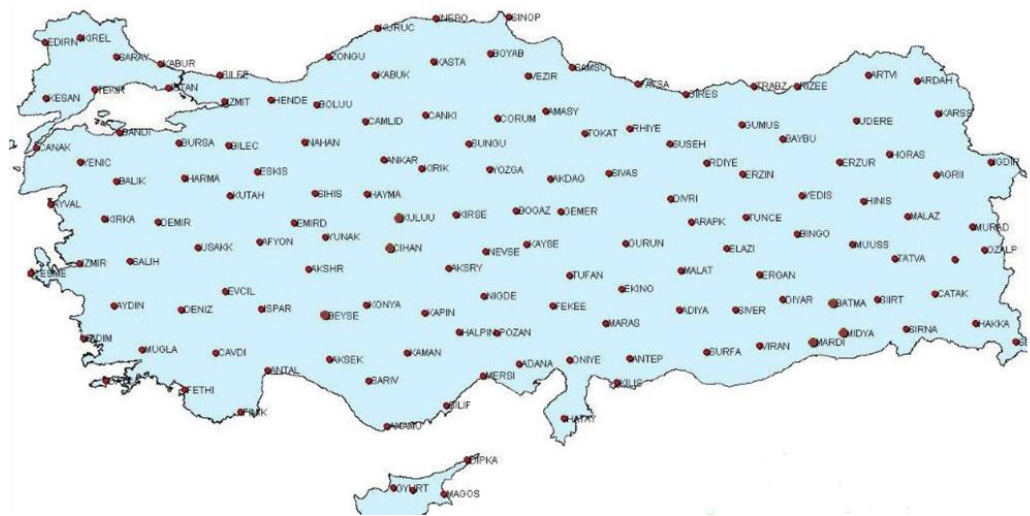 INEBO
SINOP
KURUC
EDIRN
KIREL
SARAY
KABUR
ZONGU
KASTA
BOYAB
SAMSU
KABUK
VEZIR
SILEE
ARTVI
ARDAH
FATSA
GIRES
TRABZ
RIZEE
TEKIR
KESAN
IZMIT
HENDE
BOLUU
AMASY
CANKI
CORUM
CAMLID
KARSS
UDERE
GUMUS
BANDI
TOKAT
RHIYE
BAYBU
CANAK
BURSA
BILEC
NAHAN
SUNGU
SUSEH
HORAS
YENIC
ANKAR
KIRIK
YOZGA
RDIYE
ERZUR
IGDIR
BALIK
HARMA
ESKIS
AKDAG
SIVAS
ERZIN
AGRII
KUTAH
SIHIS
HAYMA
DIVRI
YEDIS
HINIS
AYVAL
KIRKA
DEMIR
EMIRD
KULUU
KIRSE
BOGAZ
GEMER
ARAPK
TUNCE
MALAZ
MURAD
USAKK
AFYON
YUNAK
CIHAN
NEVSE
KAYSE
GURUN
ELAZI
BINGO
MUUSS
OZALP
IZMIR
SALIH
AKSHR
AKSRY
TUFAN
MALAT
ERGAN
TATVA
EVCIL
NIGDE
EKINO
DIYAR
CATAK
AYDIN
DENIZ
ISPAR
BEYSE
KONYA
KAPIN
FEKEE
ADIYA
SIVER
BATMA
SIIRT
MARAS
HALPIN
POZAN
MIDYA
SIRNA
HAKKA
MUGLA
CAVDI
AKSEK
KAMAN
SURFA
VIRAN
MARDI
ANTAL
SARIV
MERSI
ADANA
ONIYE
ANTEP
FETHI
KILIS
SILIF
HATAY
AMAMU
DIPKA
MAGOS